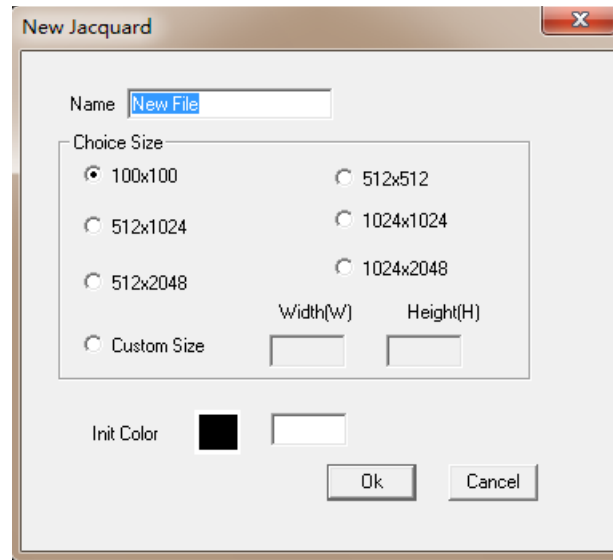 New Jacquard
Name New File
Choice Size
100x100 512x512
512x1024 1024x1024
512x2048 1024x2048
Width(W) Height(H)
Custom Size
Init Color
Ok Cancel